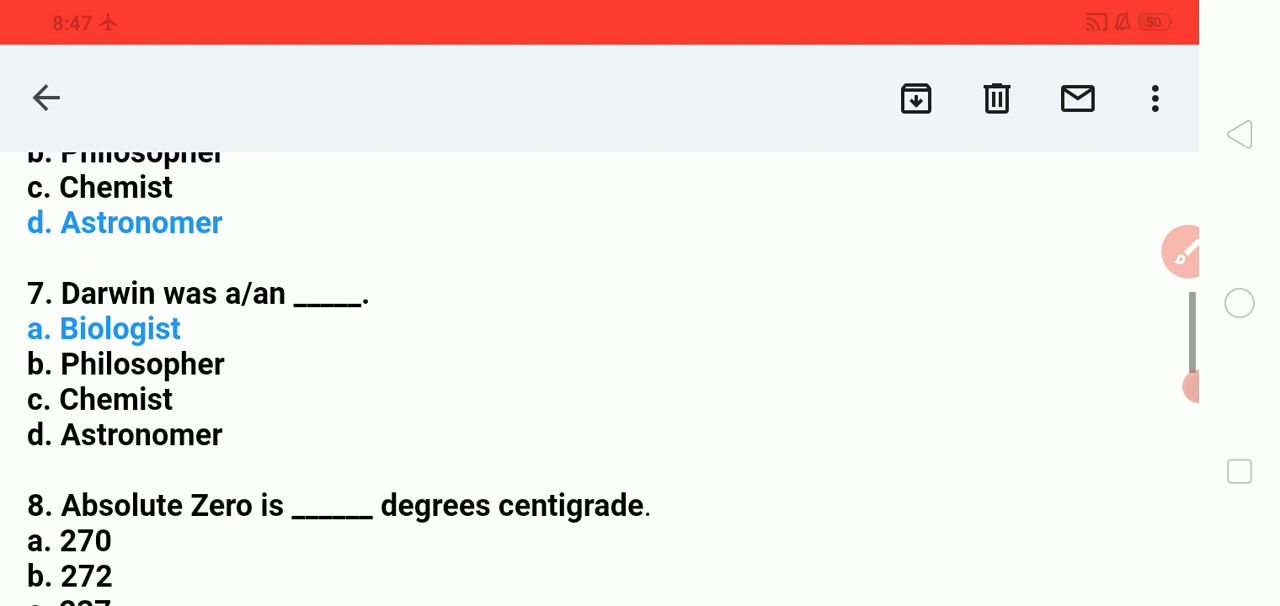 8:47
50
b. Philosopher
c. Chemist
d. Astronomer
7. Darwin was a/an _____.
a. Biologist
b. Philosopher
c. Chemist
d. Astronomer
8. Absolute Zero is ______ degrees centigrade.
a. 270
b. 272